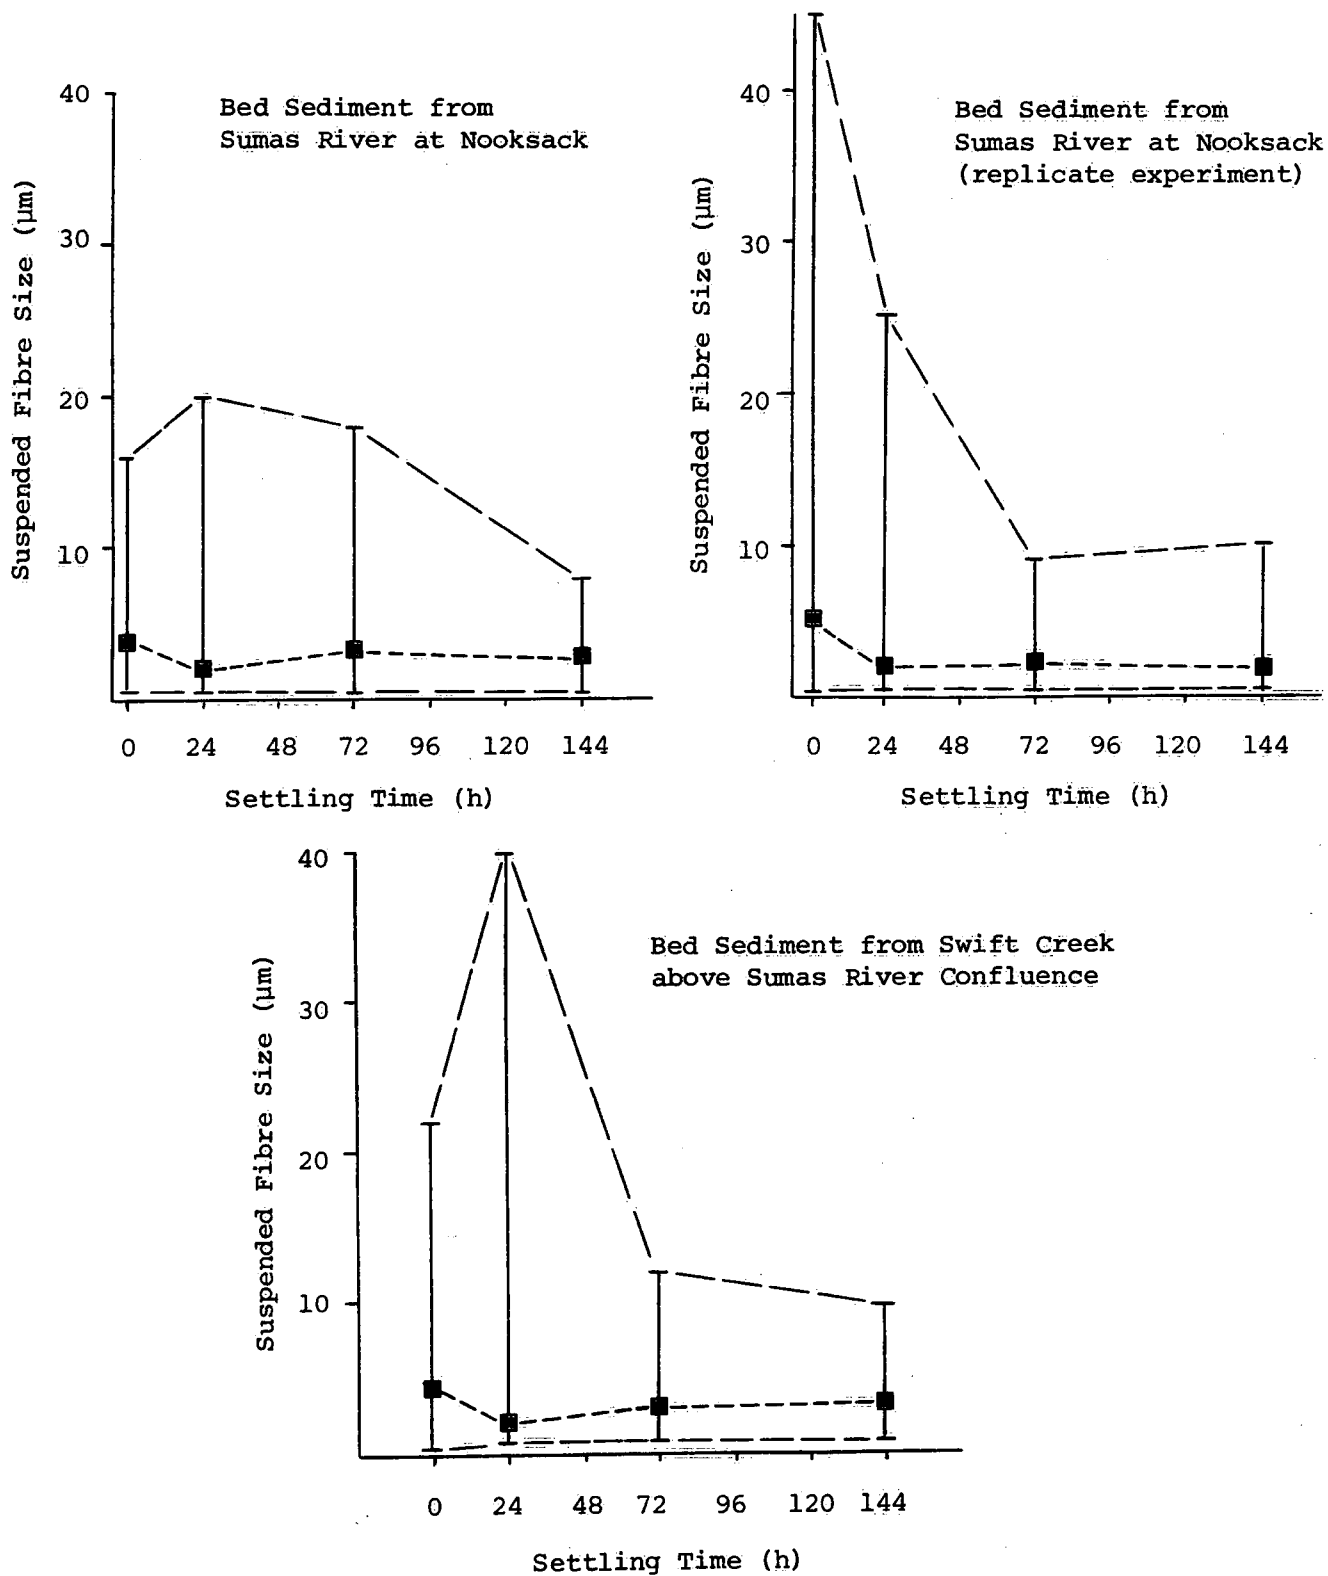 Bed Sediment from
Sumas River at Nooksack
Suspended Fibre Size (µm)
40
30
20
10
0 24 48 72 96 120 144
Settling Time (h)
Bed Sediment from
Sumas River at Nooksack
(replicate experiment)
Suspended Fibre Size (µm)
40
30
20
10
0 24 48 72 96 120 144
Settling Time (h)
Bed Sediment from Swift Creek
above Sumas River Confluence
Suspended Fibre Size (µm)
40
30
20
10
0 24 48 72 96 120 144
Settling Time (h)